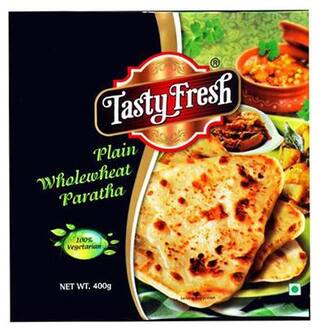 ®
Tasty Fresh
Plain
Wholewheat
Paratha
100%
Vegetarian
NET WT. 400g